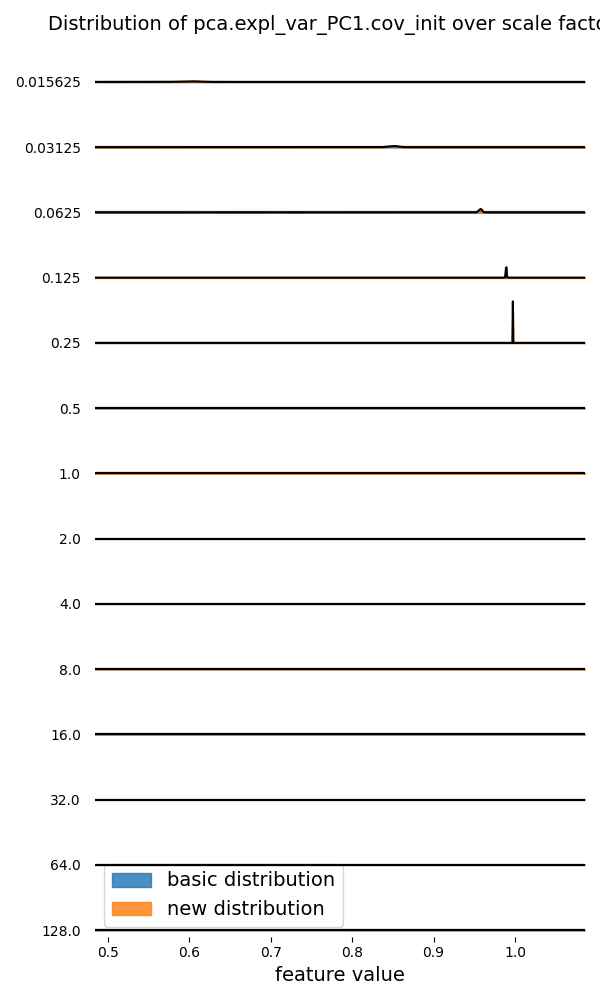 Distribution of pca.expl_var_PC1.cov_init over scale
0.015625
0.03125
0.0625
0.125
0.25
0.5
1.0
2.0
4.0
8.0
16.0
32.0
64.0
128.0
basic distribution
new distribution
0.5 0.6 0.7 0.8 0.9 1.0
feature value